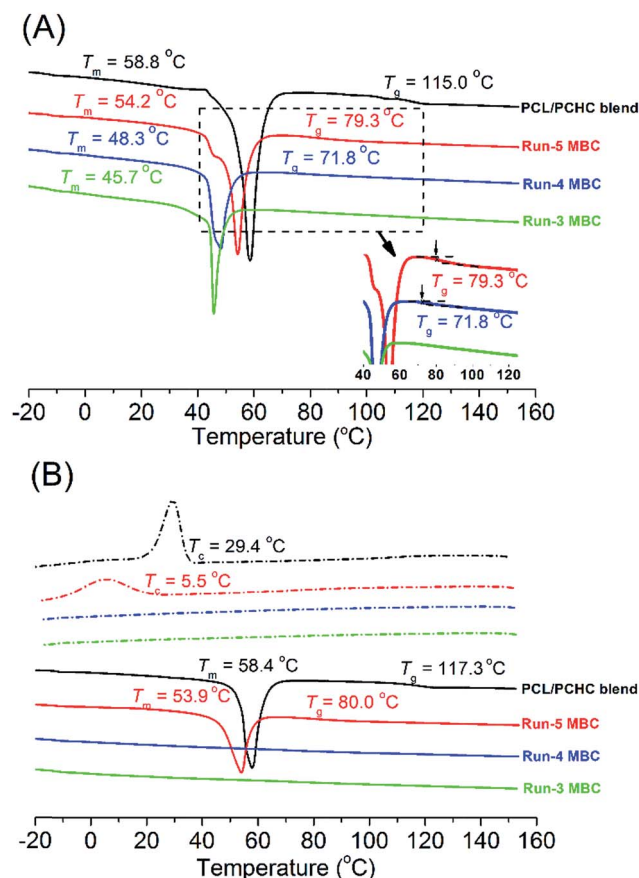 (A)
Tm = 58.8 °C
Tg = 115.0 °C
PCL/PCHC blend
Tm = 54.2 °C
Tg = 79.3 °C
Run-5 MBC
Tm = 48.3 °C
Tg = 71.8 °C
Run-4 MBC
Tm = 45.7 °C
Run-3 MBC
Tg = 79.3 °C
Tg = 71.8 °C
40 60 80 100 120
-20 0 20 40 60 80 100 120 140 160
Temperature (°C)
(B)
Tc = 29.4 °C
Tc = 5.5 °C
Tm = 58.4 °C
Tg = 117.3 °C
PCL/PCHC blend
Tm = 53.9 °C
Tg = 80.0 °C
Run-5 MBC
Run-4 MBC
Run-3 MBC
-20 0 20 40 60 80 100 120 140 160
Temperature (°C)